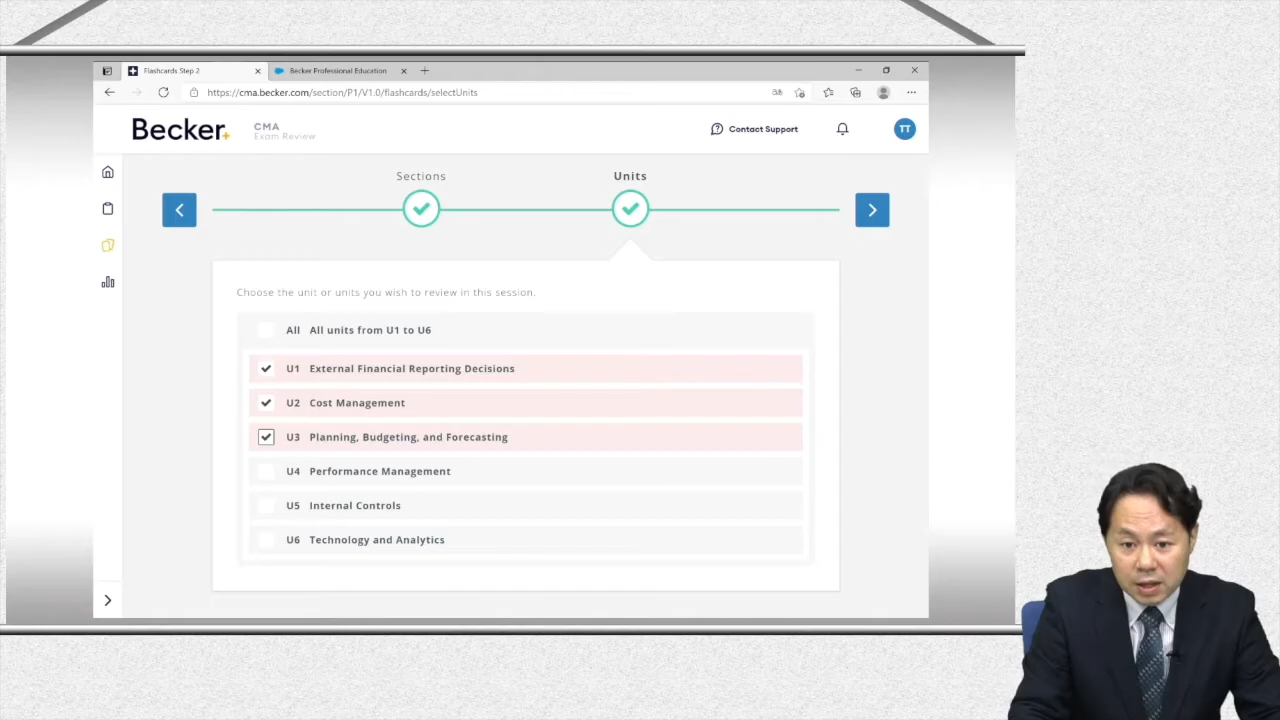 Flashcards Step 2
Becker Professional Education
https://cma.becker.com/section/P1/V1.0/flashcards/selectUnits
Becker+
CMA
Exam Review
Contact Support
TT
Sections
Units
Choose the unit or units you wish to review in this session.
All All units from U1 to U6
U1 External Financial Reporting Decisions
U2 Cost Management
U3 Planning, Budgeting, and Forecasting
U4 Performance Management
U5 Internal Controls
U6 Technology and Analytics